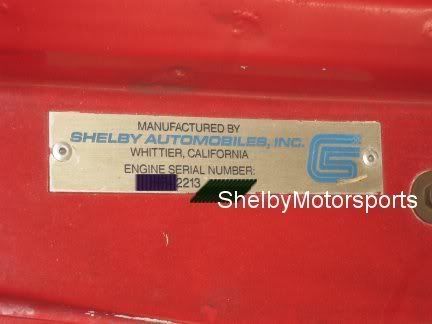 MANUFACTURED BY
SHELBY AUTOMOBILES, INC.
WHITTIER, CALIFORNIA
ENGINE SERIAL NUMBER:
2213
ShelbyMotorsports